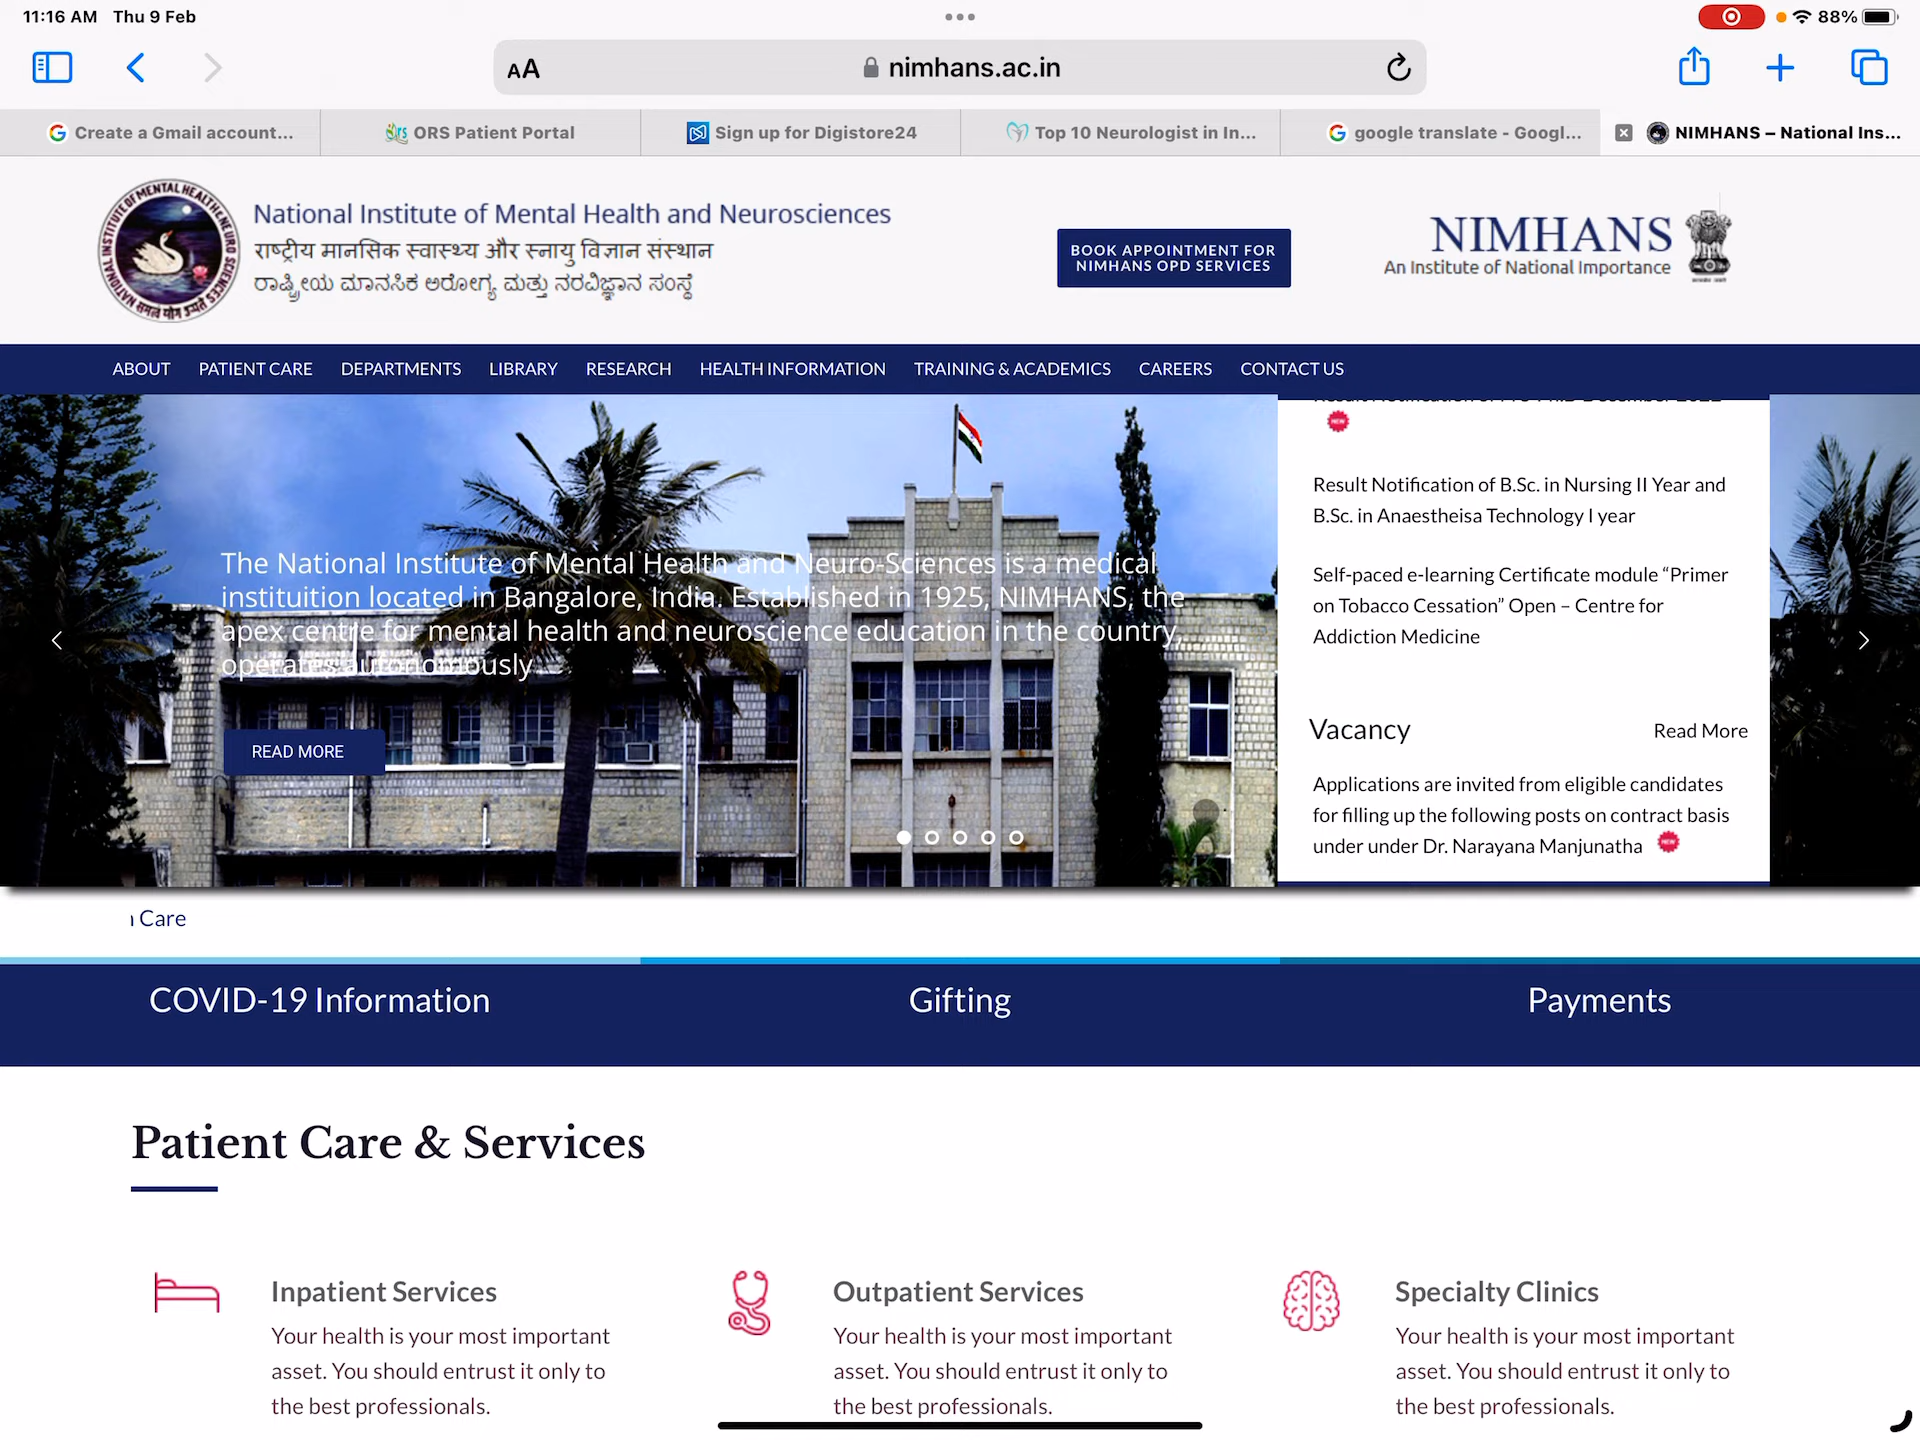 11:16 AM Thu 9 Feb
88%
AA
nimhans.ac.in
Create a Gmail account...
ORS Patient Portal
Sign up for Digistore24
Top 10 Neurologist in In...
google translate - Googl...
NIMHANS – National Ins...
National Institute of Mental Health and Neurosciences
राष्ट्रीय मानसिक स्वास्थ्य और स्नायु विज्ञान संस्थान
ರಾಷ್ಟ್ರೀಯ ಮಾನಸಿಕ ಆರೋಗ್ಯ ಮತ್ತು ನರವಿಜ್ಞಾನ ಸಂಸ್ಥೆ
BOOK APPOINTMENT FOR
NIMHANS OPD SERVICES
NIMHANS
An Institute of National Importance
ABOUT
PATIENT CARE
DEPARTMENTS
LIBRARY
RESEARCH
HEALTH INFORMATION
TRAINING & ACADEMICS
CAREERS
CONTACT US
The National Institute of Mental Health and Neuro-Sciences is a medical
instituition located in Bangalore, India. Established in 1925, NIMHANS, the
apex centre for mental health and neuroscience education in the country,
operates autonomously
READ MORE
NEW
Result Notification of B.Sc. in Nursing II Year and
B.Sc. in Anaestheisa Technology I year
Self-paced e-learning Certificate module “Primer
on Tobacco Cessation” Open – Centre for
Addiction Medicine
Vacancy
Read More
Applications are invited from eligible candidates
for filling up the following posts on contract basis
under under Dr. Narayana Manjunatha NEW
Care
COVID-19 Information
Gifting
Payments
Patient Care & Services
Inpatient Services
Your health is your most important
asset. You should entrust it only to
the best professionals.
Outpatient Services
Your health is your most important
asset. You should entrust it only to
the best professionals.
Specialty Clinics
Your health is your most important
asset. You should entrust it only to
the best professionals.